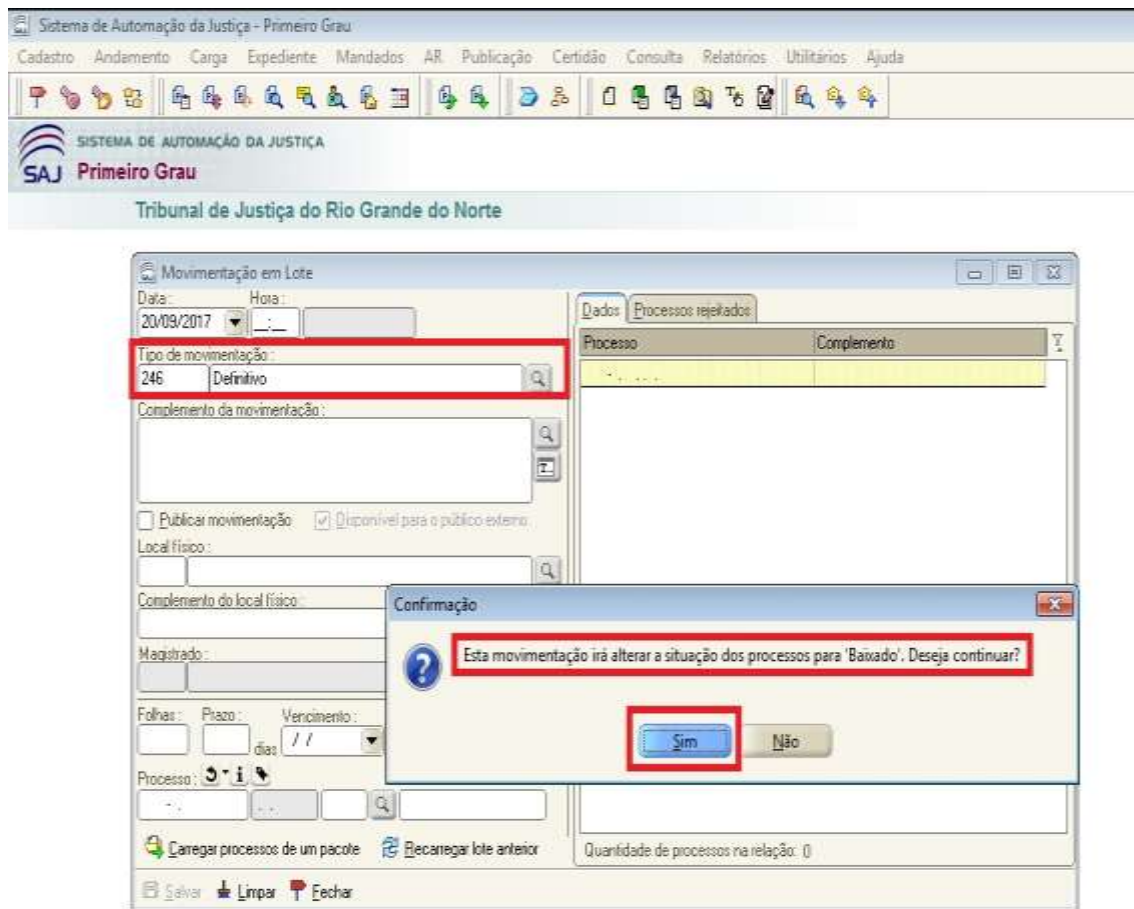 Sistema de Automação da Justiça - Primeiro Grau
Cadastro Andamento Carga Expediente Mandados AR Publicação Certidão Consulta Relatórios Utilitários Ajuda
SISTEMA DE AUTOMAÇÃO DA JUSTIÇA
SAJ Primeiro Grau
Tribunal de Justiça do Rio Grande do Norte
Movimentação em Lote
Data: Hora:
20/09/2017 __:__
Tipo de movimentação:
246 Definitivo
Complemento da movimentação:
Publicar movimentação Disponível para o público externo
Local físico:
Complemento do local físico:
Magistrado:
Folhas: Prazo: Vencimento:
dias / /
Processo:
Carregar processos de um pacote Recarregar lote anterior
Salvar Limpar Fechar
Dados Processos rejeitados
Processo Complemento
Quantidade de processos na relação: 0
Confirmação
Esta movimentação irá alterar a situação dos processos para 'Baixado'. Deseja continuar?
Sim Não